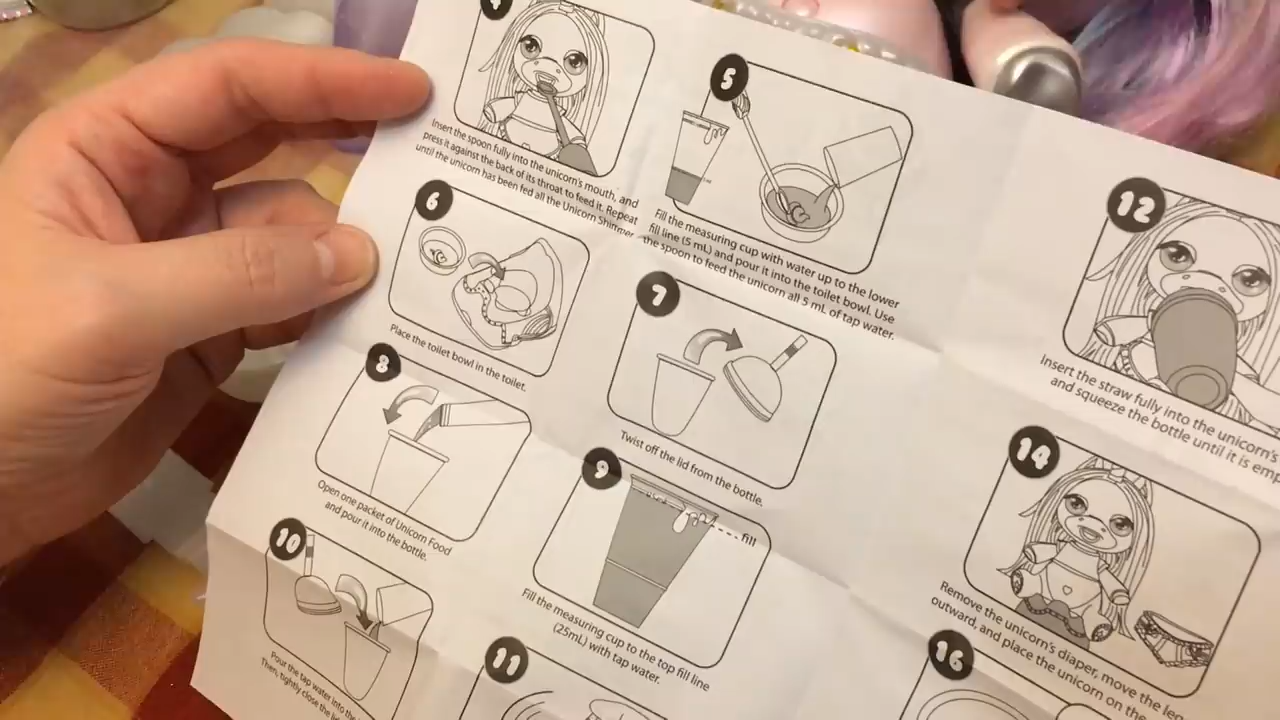 4
Insert the spoon fully into the unicorn's mouth, and
press it against the back of its throat to feed it. Repeat
until the unicorn has been fed all the Unicorn Shimmer
5
Fill the measuring cup with water up to the lower
fill line (5 mL) and pour it into the toilet bowl. Use
the spoon to feed the unicorn all 5 mL of tap water.
6
Place the toilet bowl in the toilet.
7
Twist off the lid from the bottle.
8
Open one packet of Unicorn Food
and pour it into the bottle.
9
fill
Fill the measuring cup to the top fill line
(25mL) with tap water.
10
Pour the tap water into the
Then, tightly close the
11
12
Insert the straw fully into the unicorn's
and squeeze the bottle until it is
14
Remove the unicorn's diaper, move the
outward, and place the unicorn on the
16